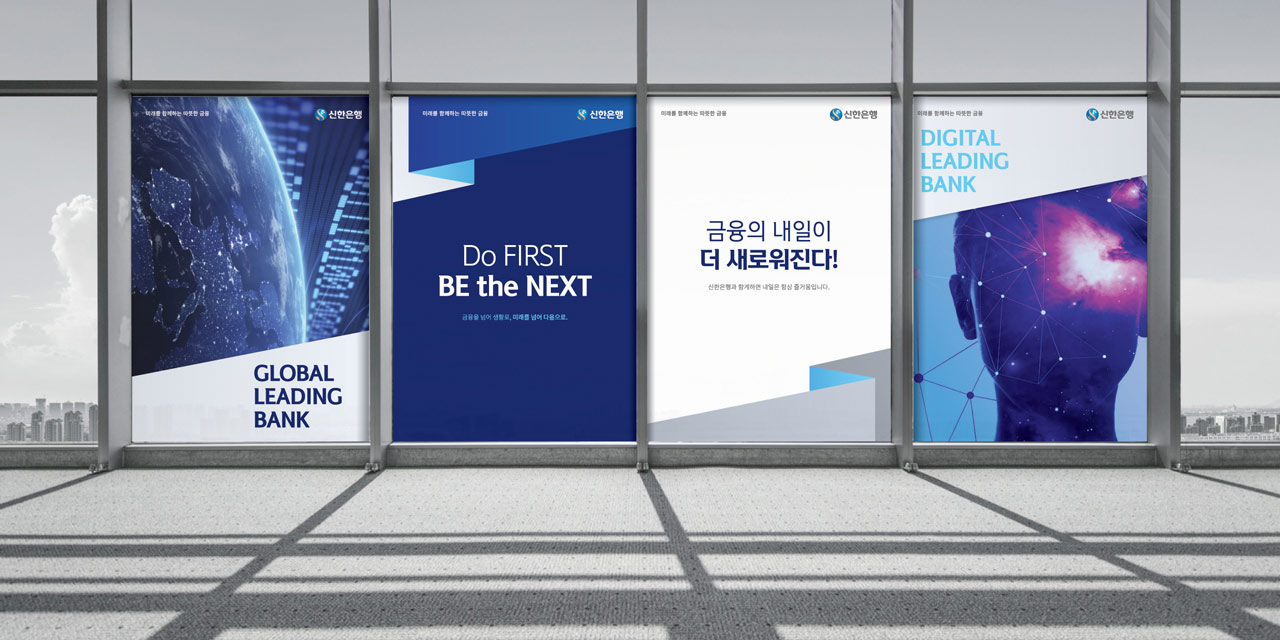 미래를 함께하는 따뜻한 금융
신한은행
GLOBAL
LEADING
BANK
미래를 함께하는 따뜻한 금융
신한은행
Do FIRST
BE the NEXT
금융을 넘어 생활로, 미래를 넘어 다음으로.
미래를 함께하는 따뜻한 금융
신한은행
금융의 내일이
더 새로워진다!
신한은행과 함께하면 내일은 항상 즐거움입니다.
미래를 함께하는 따뜻한 금융
신한은행
DIGITAL
LEADING
BANK